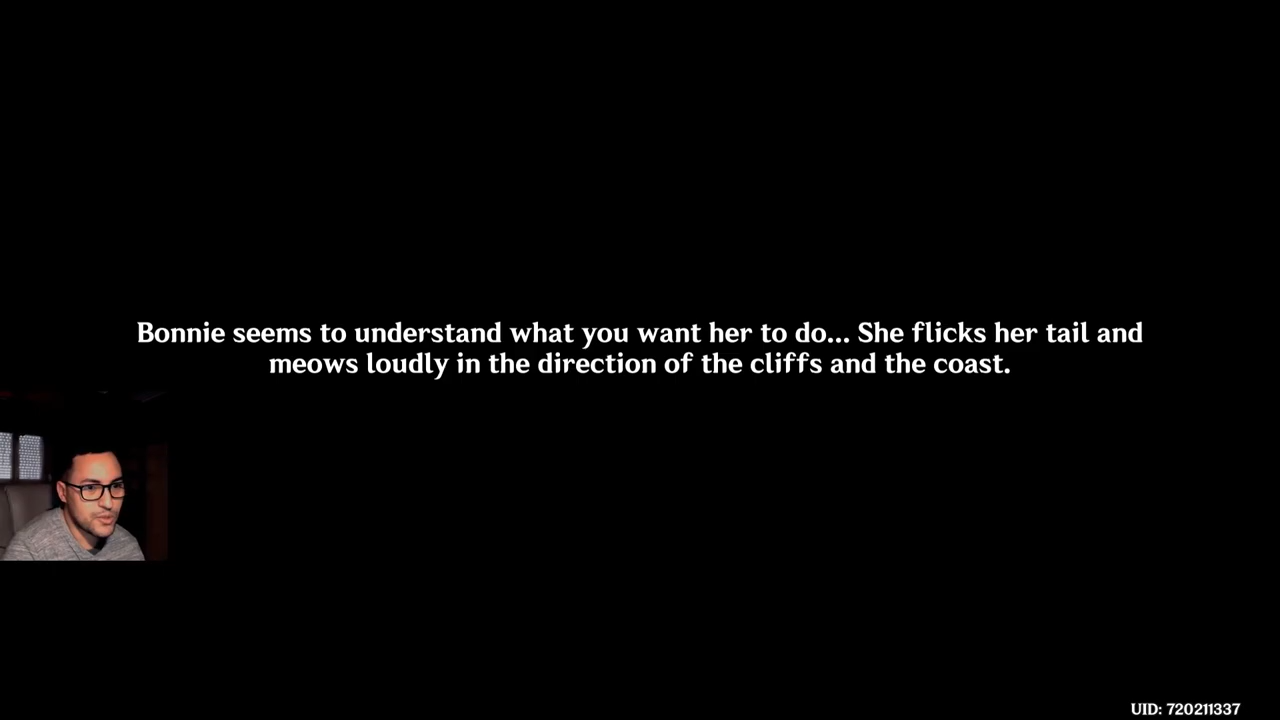 Bonnie seems to understand what you want her to do... She flicks her tail and
meows loudly in the direction of the cliffs and the coast.
UID: 720211337